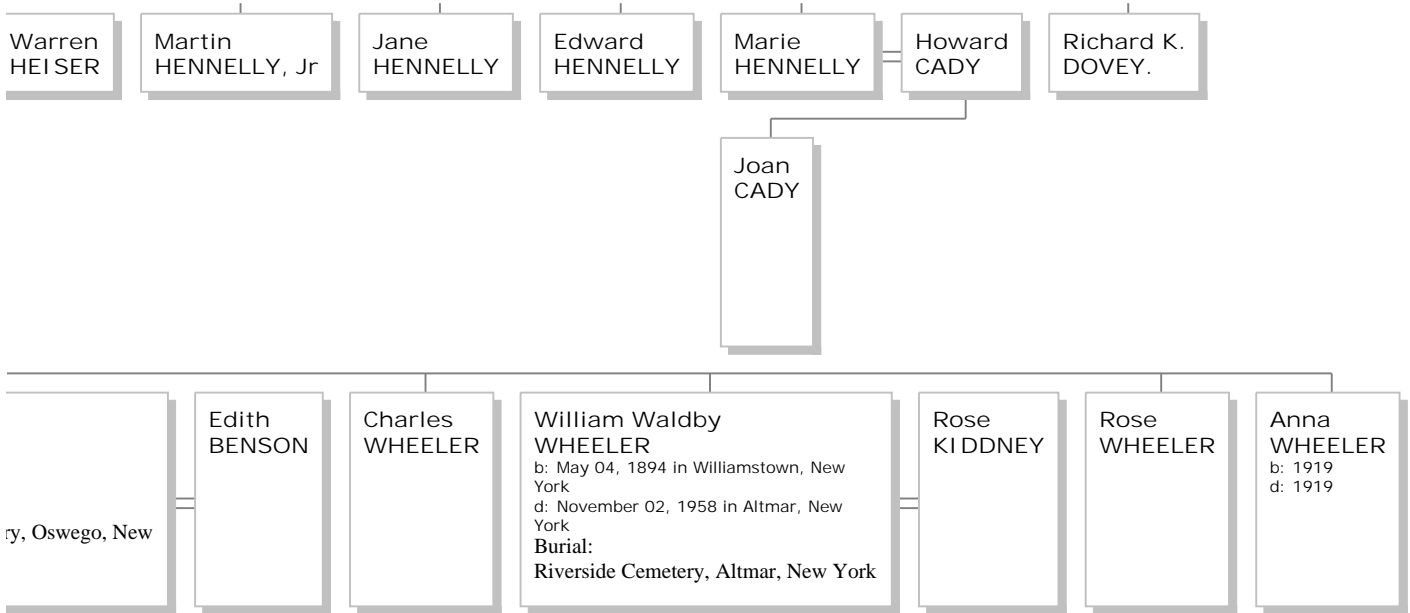 Warren
HEISER
Martin
HENNELLY, Jr
Jane
HENNELLY
Edward
HENNELLY
Marie
HENNELLY
Howard
CADY
Richard K.
DOVEY.
Joan
CADY
ry, Oswego, New
Edith
BENSON
Charles
WHEELER
William Waldby
WHEELER
b: May 04, 1894 in Williamstown, New
York
d: November 02, 1958 in Altmar, New
York
Burial:
Riverside Cemetery, Altmar, New York
Rose
KIDDNEY
Rose
WHEELER
Anna
WHEELER
b: 1919
d: 1919